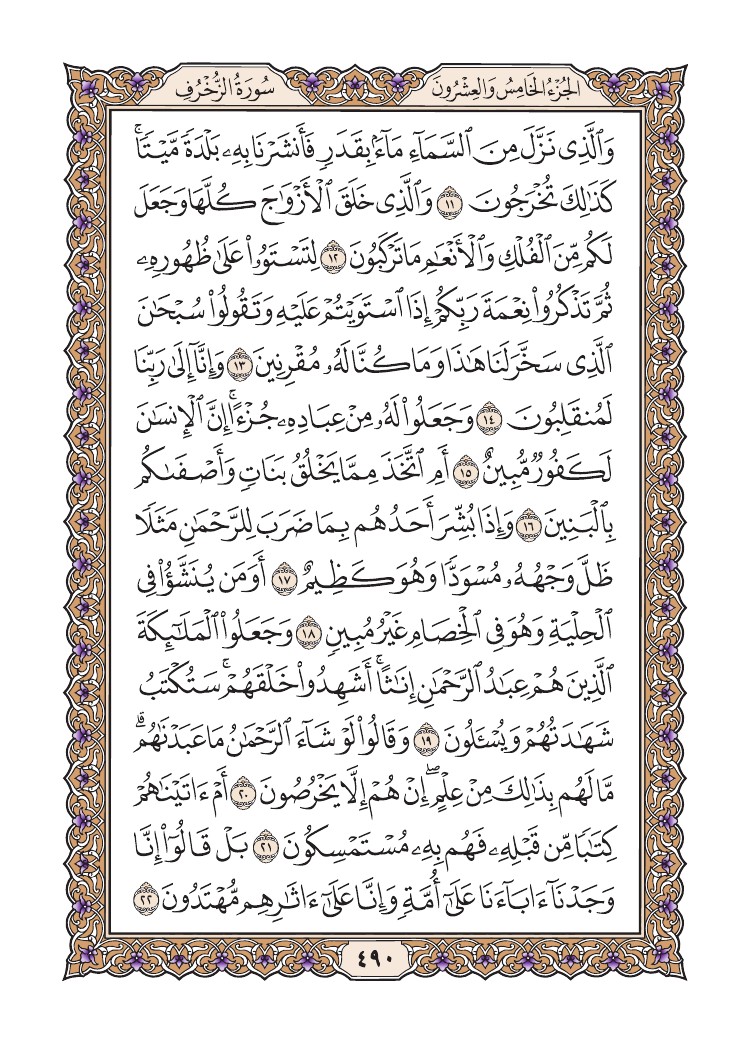 الجُزْءُ الخَامِسُ وَالعِشْرُونَ
سُورَةُ الزُّخْرُفِ
وَٱلَّذِى نَزَّلَ مِنَ ٱلسَّمَآءِ مَآءًۢ بِقَدَرٍ فَأَنشَرْنَا بِهِۦ بَلْدَةً مَّيْتًا ۚ
كَذَٰلِكَ تُخْرَجُونَ ١١ وَٱلَّذِى خَلَقَ ٱلْأَزْوَٰجَ كُلَّهَا وَجَعَلَ
لَكُم مِّنَ ٱلْفُلْكِ وَٱلْأَنْعَٰمِ مَا تَرْكَبُونَ ١٢ لِتَسْتَوُۥا۟ عَلَىٰ ظُهُورِهِۦ
ثُمَّ تَذْكُرُوا۟ نِعْمَةَ رَبِّكُمْ إِذَا ٱسْتَوَيْتُمْ عَلَيْهِ وَتَقُولُوا۟ سُبْحَٰنَ
ٱلَّذِى سَخَّرَ لَنَا هَٰذَا وَمَا كُنَّا لَهُۥ مُقْرِنِينَ ١٣ وَإِنَّآ إِلَىٰ رَبِّنَا
لَمُنقَلِبُونَ ١٤ وَجَعَلُوا۟ لَهُۥ مِنْ عِبَادِهِۦ جُزْءًا ۚ إِنَّ ٱلْإِنسَٰنَ
لَكَفُورٌ مُّبِينٌ ١٥ أَمِ ٱتَّخَذَ مِمَّا يَخْلُقُ بَنَاتٍ وَأَصْفَىٰكُم
بِٱلْبَنِينَ ١٦ وَإِذَا بُشِّرَ أَحَدُهُم بِمَا ضَرَبَ لِلرَّحْمَٰنِ مَثَلًا
ظَلَّ وَجْهُهُۥ مُسْوَدًّا وَهُوَ كَظِيمٌ ١٧ أَوَمَن يُنَشَّؤُا۟ فِى
ٱلْحِلْيَةِ وَهُوَ فِى ٱلْخِصَامِ غَيْرُ مُبِينٍ ١٨ وَجَعَلُوا۟ ٱلْمَلَٰٓئِكَةَ
ٱلَّذِينَ هُمْ عِبَٰدُ ٱلرَّحْمَٰنِ إِنَٰثًا ۚ أَشَهِدُوا۟ خَلْقَهُمْ ۚ سَتُكْتَبُ
شَهَٰدَتُهُمْ وَيُسْـَٔلُونَ ١٩ وَقَالُوا۟ لَوْ شَآءَ ٱلرَّحْمَٰنُ مَا عَبَدْنَٰهُم ۗ
مَّا لَهُم بِذَٰلِكَ مِنْ عِلْمٍ ۖ إِنْ هُمْ إِلَّا يَخْرُصُونَ ٢٠ أَمْ ءَاتَيْنَٰهُمْ
كِتَٰبًا مِّن قَبْلِهِۦ فَهُم بِهِۦ مُسْتَمْسِكُونَ ٢١ بَلْ قَالُوٓا۟ إِنَّا
وَجَدْنَآ ءَابَآءَنَا عَلَىٰٓ أُمَّةٍ وَإِنَّا عَلَىٰٓ ءَاثَٰرِهِم مُّهْتَدُونَ ٢٢
٤٩٠